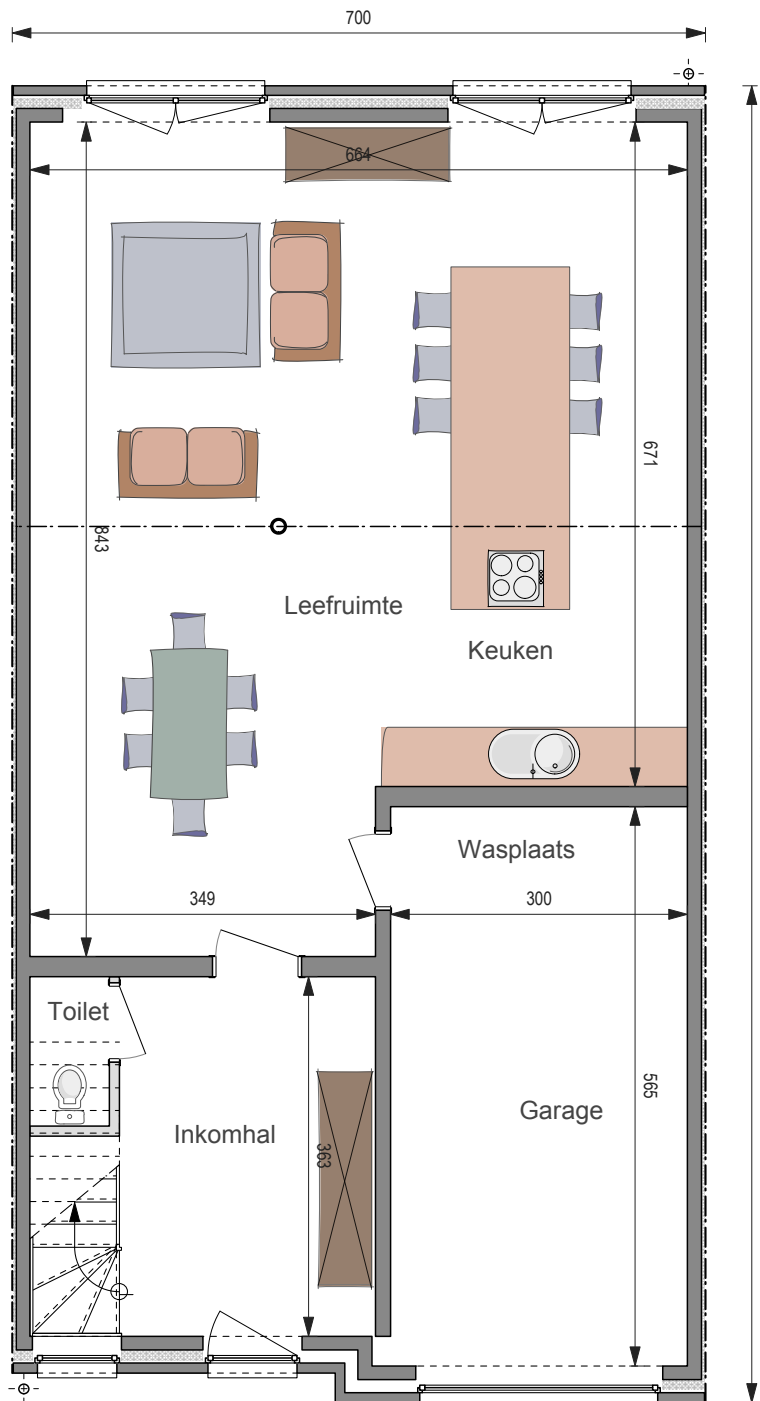 700
664
671
843
Leefruimte
Keuken
Wasplaats
349
300
Toilet
565
Garage
Inkomhal
363